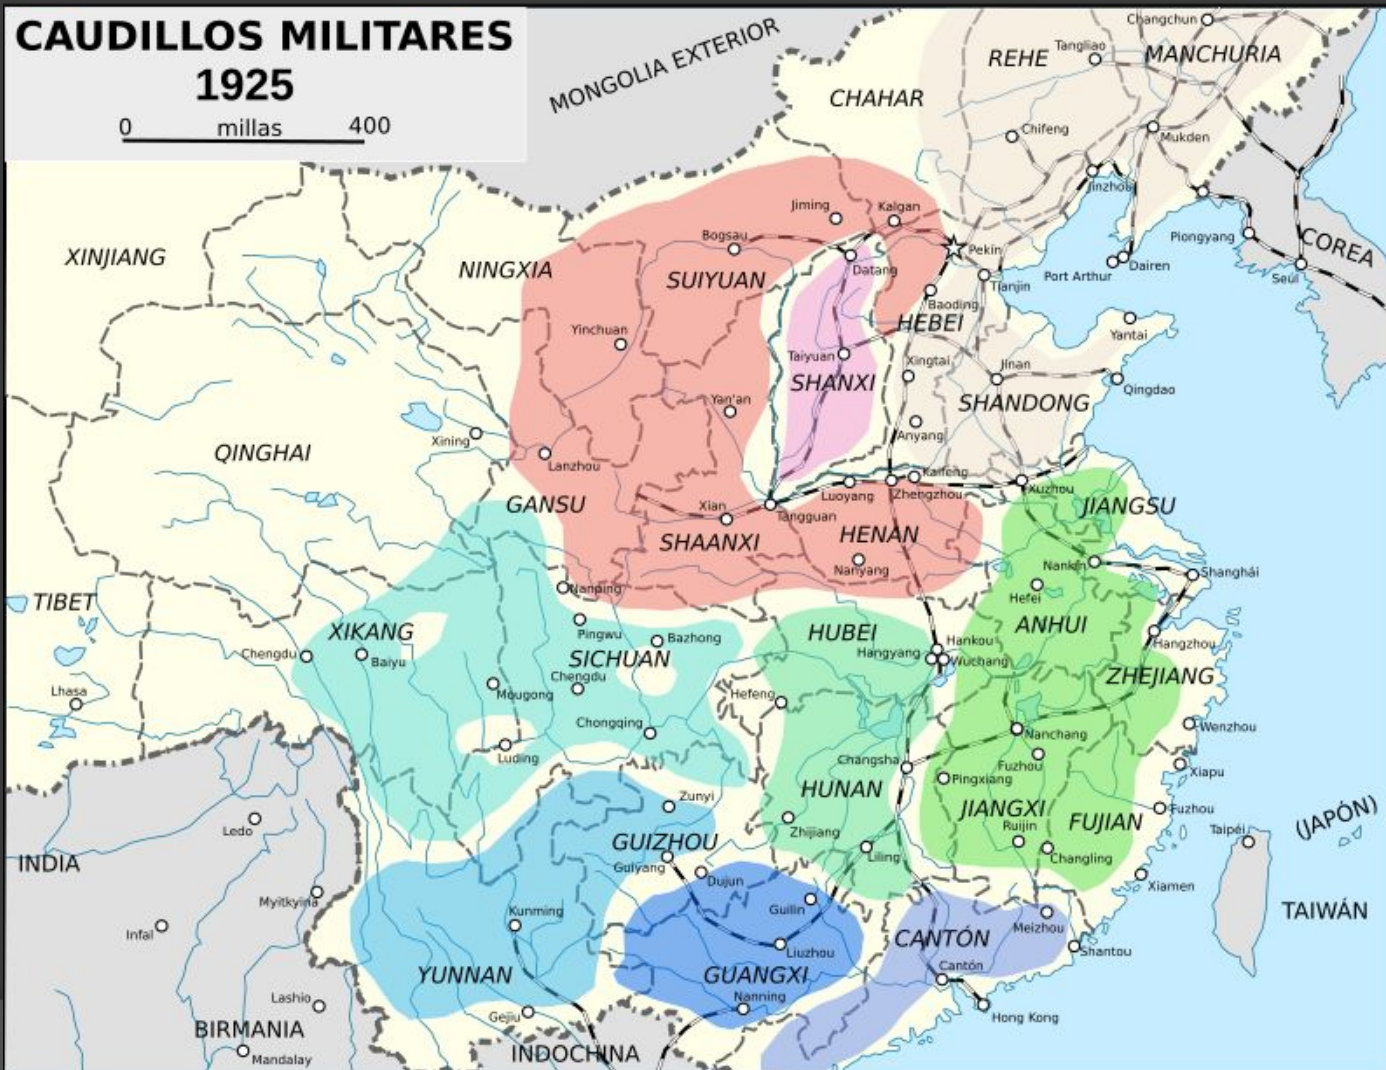 CAUDILLOS MILITARES
1925
0 millas 400
MONGOLIA EXTERIOR
Changchun
REHE
Tangliao
MANCHURIA
CHAHAR
Chifeng
Mukden
Jinzhou
Jiming
Kalgan
Bogsau
Pekín
Piongyang
COREA
XINJIANG
NINGXIA
SUIYUAN
Datang
Port Arthur
Dairen
Seúl
Tianjin
Baoding
HEBEI
Yantai
Yinchuan
Taiyuan
Xingtai
Jinan
SHANXI
Qingdao
Yan'an
SHANDONG
Xining
Anyang
QINGHAI
Lanzhou
Kaifeng
GANSU
Luoyang
Zhengzhou
Xuzhou
Xian
Tangguan
JIANGSU
SHAANXI
HENAN
Nanyang
Nankín
Shanghái
Nanping
Hefei
TIBET
XIKANG
Pingwu
Bazhong
HUBEI
Hankou
ANHUI
Hangzhou
Chengdu
Baiyu
SICHUAN
Hangyang
Wuchang
Chengdu
ZHEJIANG
Lhasa
Mougong
Hefeng
Chongqing
Nanchang
Wenzhou
Luding
Changsha
Fuzhou
Xiapu
Pingxiang
HUNAN
Zunyi
JIANGXI
FUJIAN
Fuzhou
(JAPÓN)
Ledo
Zhijiang
Ruijin
Taipéi
GUIZHOU
INDIA
Guiyang
Liling
Changling
Dujun
Xiamen
Myitkyina
Guilin
TAIWÁN
Kunming
Meizhou
Infal
CANTÓN
Liuzhou
Shantou
YUNNAN
GUANGXI
Cantón
Lashio
Nanning
Gejiu
Hong Kong
BIRMANIA
INDOCHINA
Mandalay